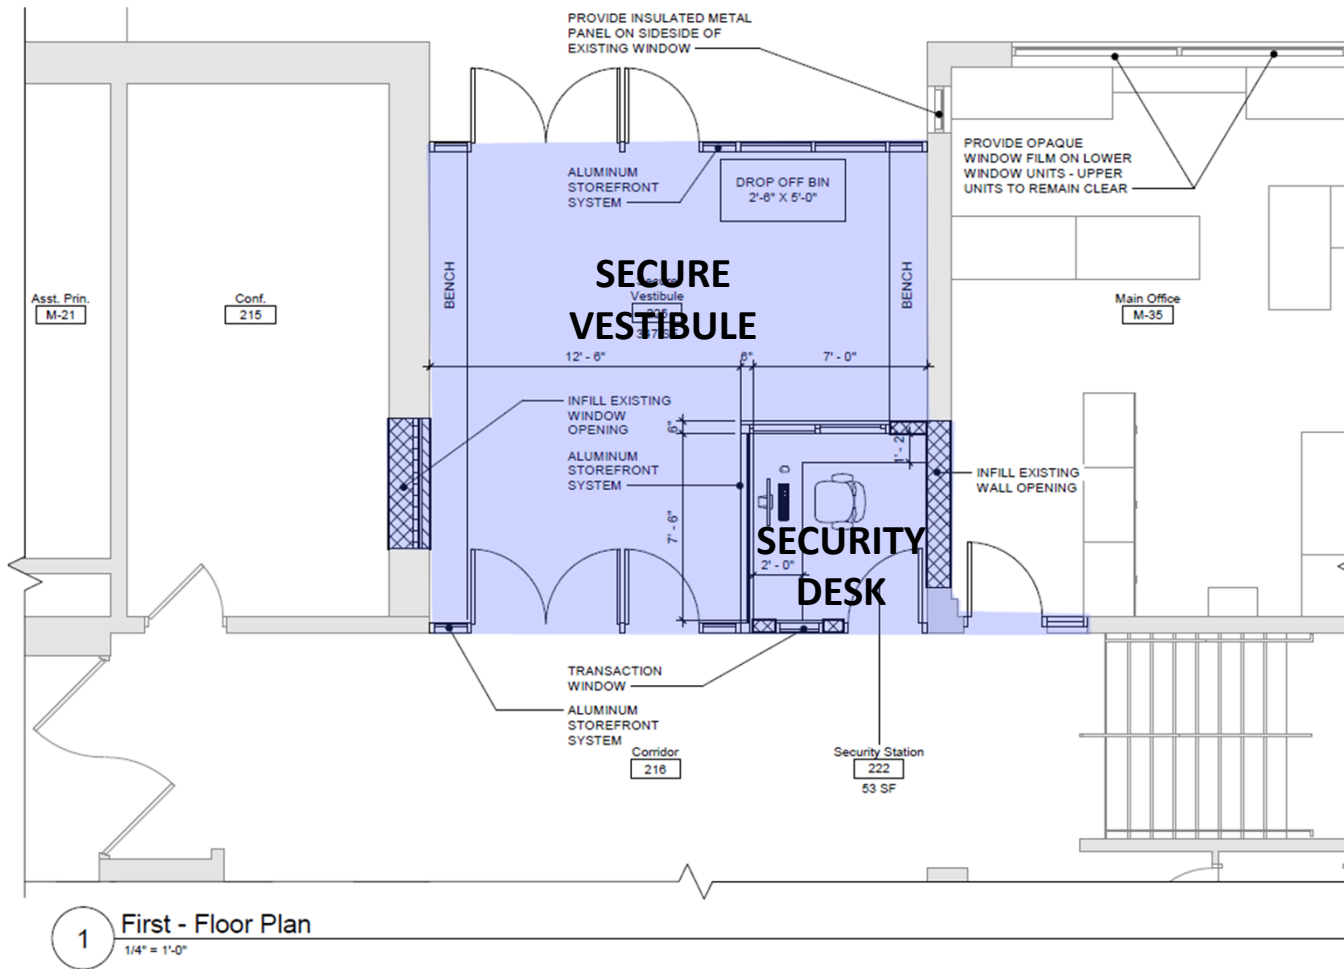 PROVIDE INSULATED METAL
PANEL ON SIDESIDE OF
EXISTING WINDOW
PROVIDE OPAQUE
WINDOW FILM ON LOWER
WINDOW UNITS - UPPER
UNITS TO REMAIN CLEAR
ALUMINUM
STOREFRONT
SYSTEM
DROP OFF BIN
2'-6" X 5'-0"
BENCH
SECURE
Vestibule
VESTIBULE
BENCH
Asst. Prin.
M-21
Conf.
215
Main Office
M-35
12' - 6"
6"
7' - 0"
INFILL EXISTING
WINDOW
OPENING
6"
ALUMINUM
STOREFRONT
SYSTEM
7' - 6"
INFILL EXISTING
WALL OPENING
SECURITY
2' - 0"
DESK
TRANSACTION
WINDOW
ALUMINUM
STOREFRONT
SYSTEM
Corridor
216
Security Station
222
53 SF
1
First - Floor Plan
1/4" = 1'-0"